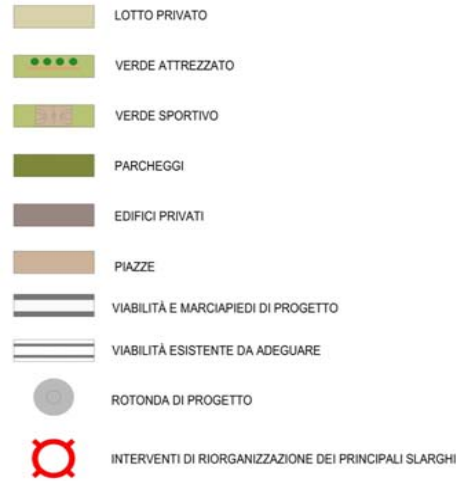 LOTTO PRIVATO
VERDE ATTREZZATO
VERDE SPORTIVO
PARCHEGGI
EDIFICI PRIVATI
PIAZZE
VIABILITÀ E MARCIAPIEDI DI PROGETTO
VIABILITÀ ESISTENTE DA ADEGUARE
ROTONDA DI PROGETTO
INTERVENTI DI RIORGANIZZAZIONE DEI PRINCIPALI SLARGHI